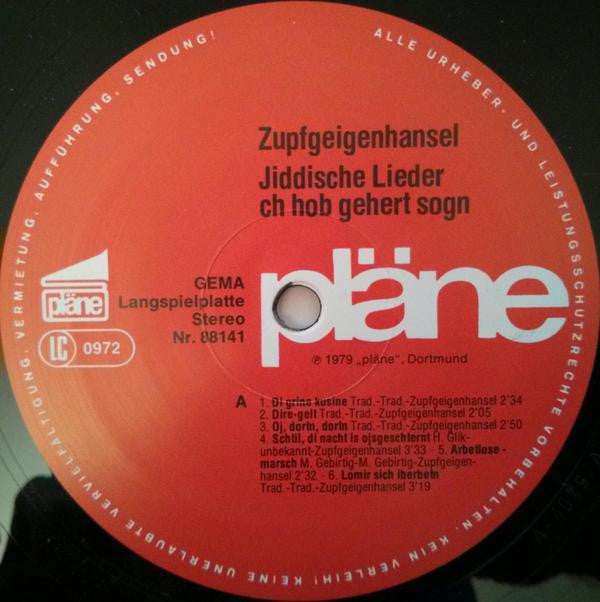 ALLE URHEBER- UND LEISTUNGSSCHUTZRECHTE VORBEHALTEN. KEIN VERLEIH! KEINE UNERLAUBTE VERVIELFÄLTIGUNG, VERMIETUNG, AUFFÜHRUNG, SENDUNG!
Zupfgeigenhansel
Jiddische Lieder
ch hob gehert sogn
pläne
LC 0972
GEMA
Langspielplatte
Stereo
Nr. 88141
pläne
℗ 1979 „pläne", Dortmund
A 1. Di grine kusine Trad.-Trad.-Zupfgeigenhansel 2'34
2. Dire-gelt Trad.-Trad.-Zupfgeigenhansel 2'05
3. Oj, dortn, dortn Trad.-Trad.-Zupfgeigenhansel 2'50
4. Schtil, di nacht is ojsgeschternt H. Glik-
unbekannt-Zupfgeigenhansel 3'33 · 5. Arbetlose -
marsch M. Gebirtig-M. Gebirtig-Zupfgeigen-
hansel 2'32 · 6. Lomir sich iberbetn
Trad.-Trad.-Zupfgeigenhansel 3'19